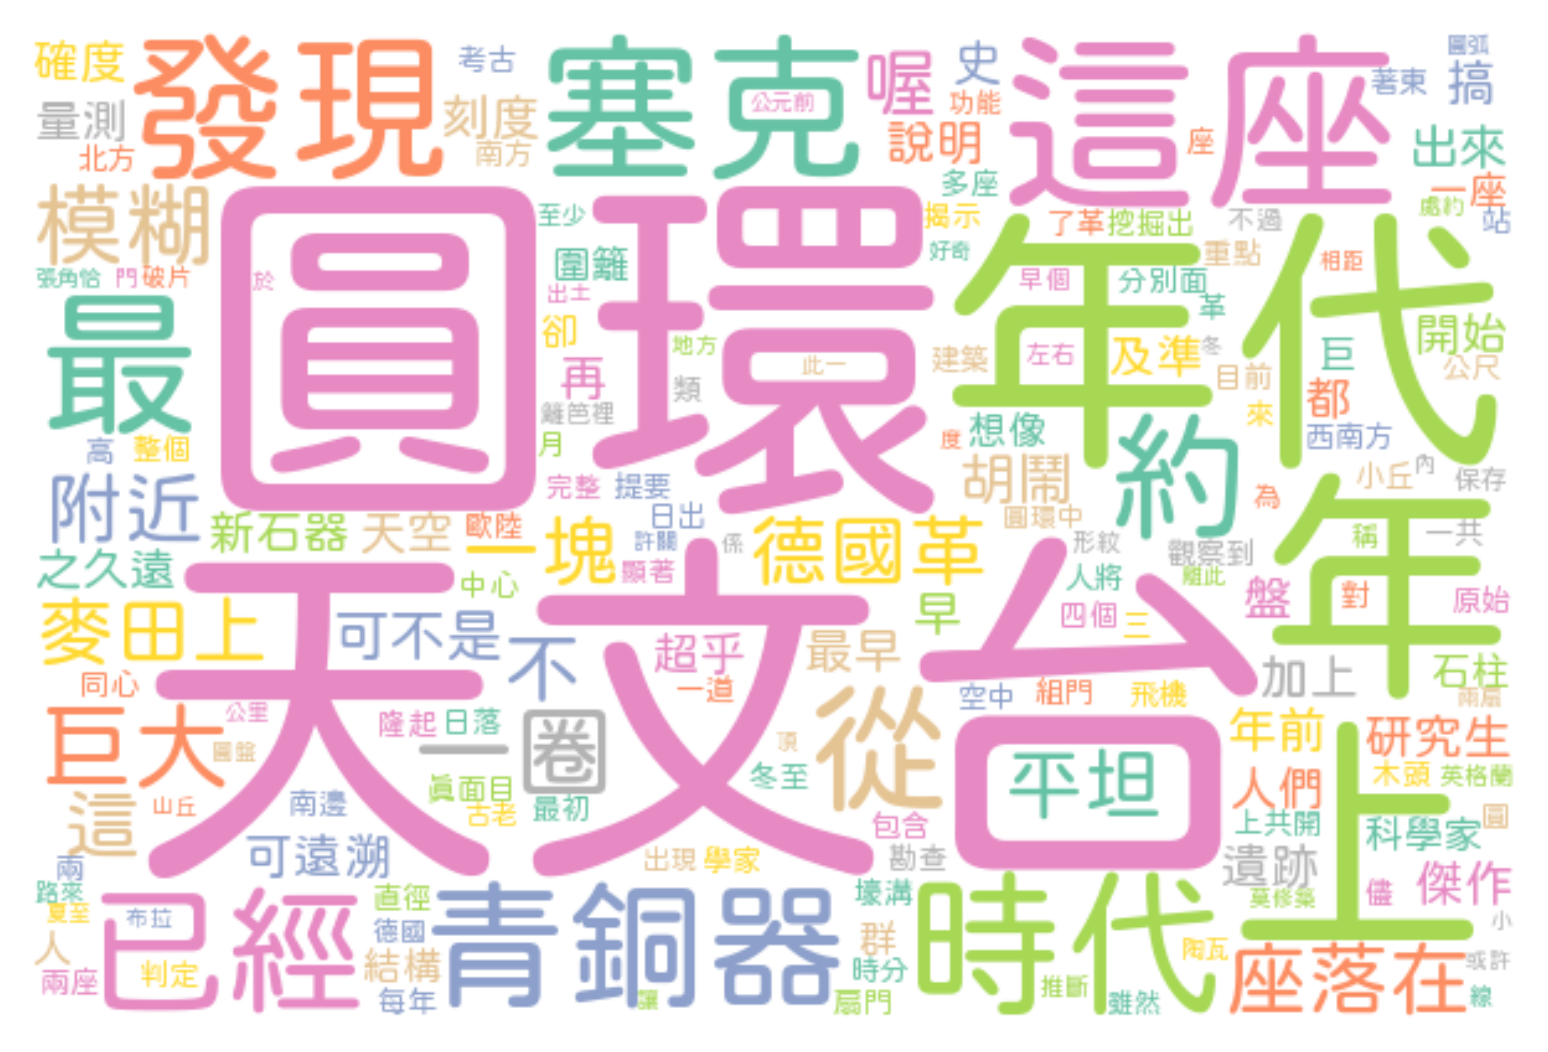 確度 發現 考古 塞克 公元前 喔 史 功能 這座 座 圓弧 著東 搞
量測 北方 刻度 南方 說明 多座 出來 一座
模糊 圓環 至少 圍籬 揭示 好奇 了革 挖掘出 不過 重點 處約 站
張角恰 門 破片 於 出土 早個 分別面 相距 革
最 卻 地方 再 類 此一 建築 年代 左右 及 準 冬 目前 巨 開始 公尺
籬笆裡 月 度 想像 約 來 都 西南方
高 整個 完整 提要 胡鬧 圓環中 為 小丘 內 保存
附近 新石器 天空 歐陸 一塊 日出 許關 係 德國革 形紋 觀察到 年 稱 一共
之久遠 天文台 中心 顯著 人將 離此 盤 對 原始
麥田上 可不是 不 超乎 最早 早 四個 三 加上 石柱
同心 一道 空中 組門 飛機 兩扇
巨大 公里 圓盤 隆起 日落 一 圈 頂 從 年前 研究生
這 山丘 南邊 真面目 古老 最初 冬至 平坦 人們 木頭 英格蘭
兩 可遠溯 包含 上共開 上 科學家 圓
路來 出現 學家 勘查 遺跡 傑作
夏至 布拉 已經 直徑 青銅器 壕溝 時代 莫修築 儘 小
人 德國 群 陶瓦 座落在 或許
兩座 判定 結構 每年 讓 時分 扇門 推斷 雖然 線